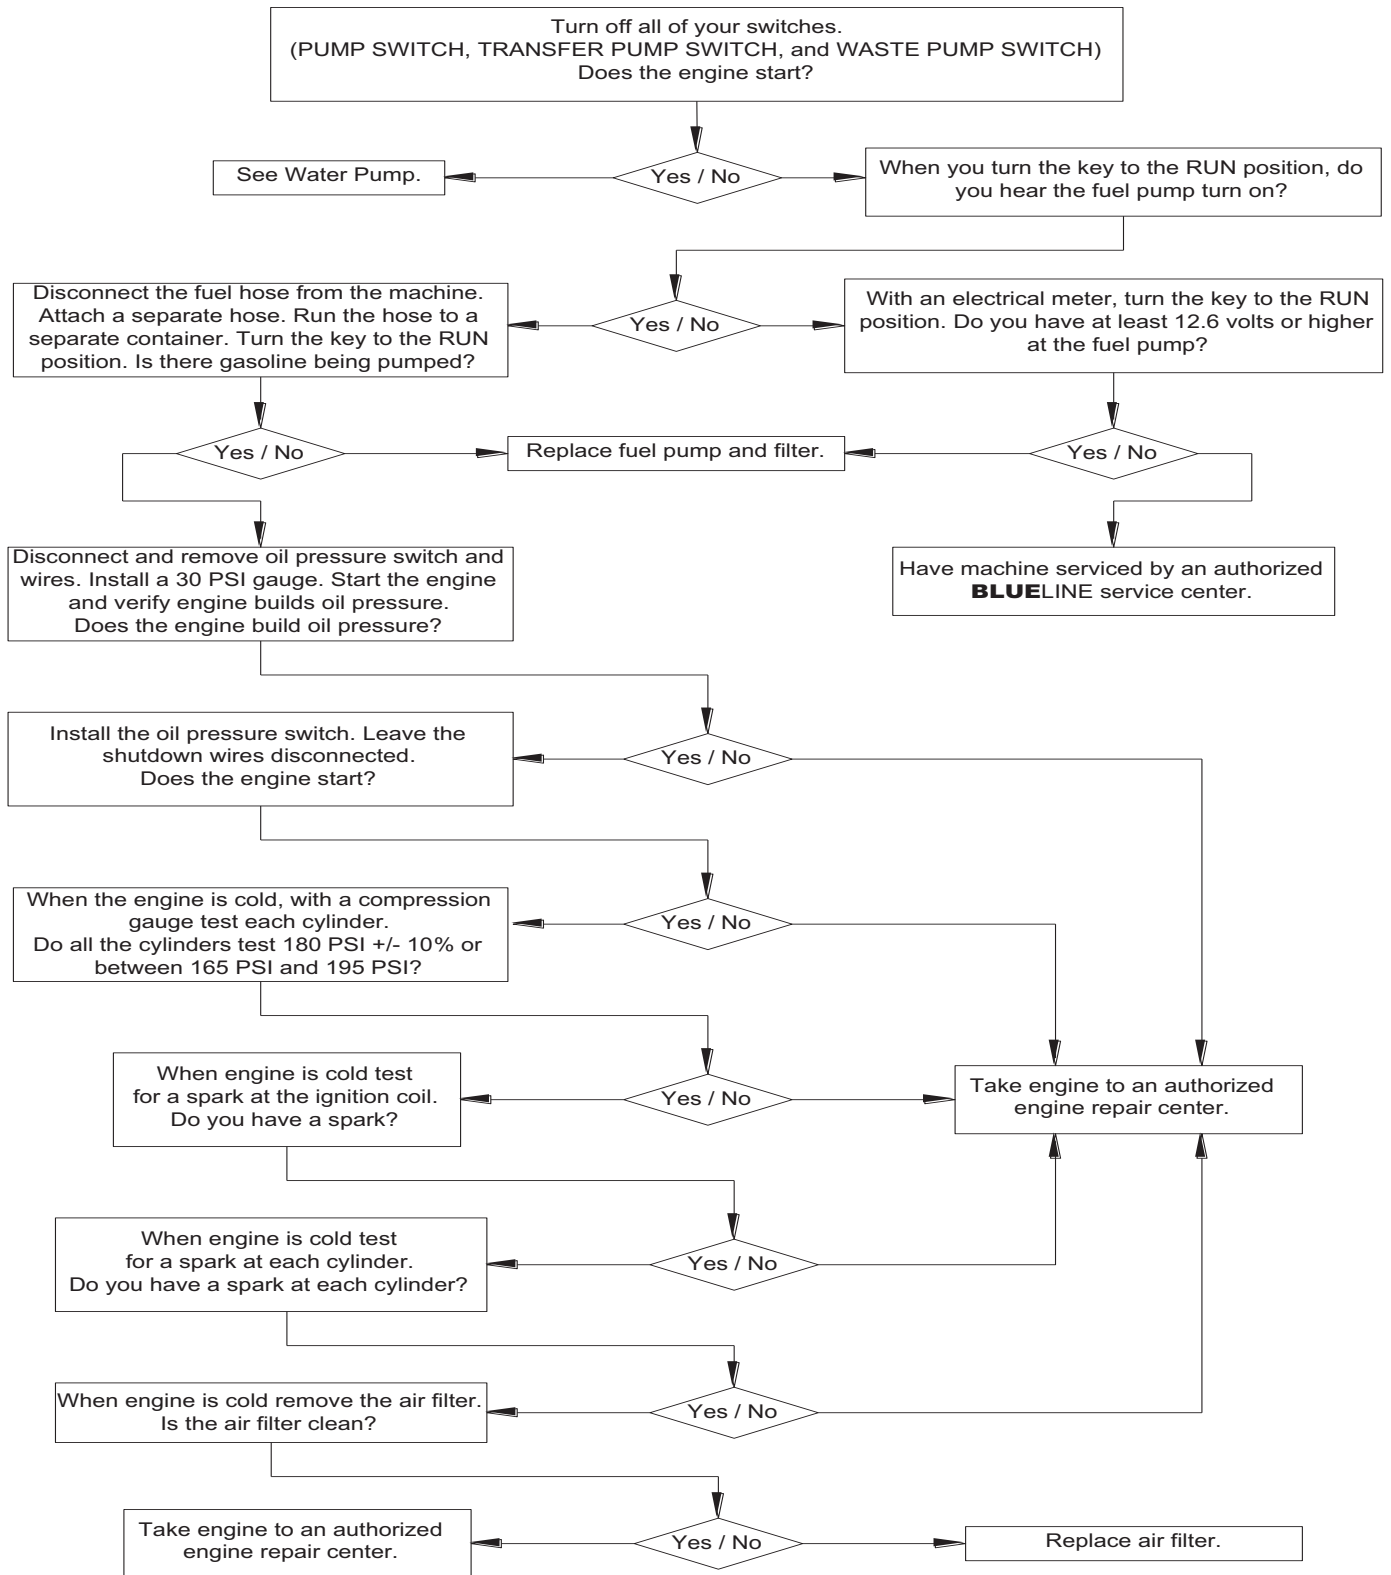 Turn off all of your switches.
(PUMP SWITCH, TRANSFER PUMP SWITCH, and WASTE PUMP SWITCH)
Does the engine start?
See Water Pump.
Yes / No
When you turn the key to the RUN position, do
you hear the fuel pump turn on?
Disconnect the fuel hose from the machine.
Attach a separate hose. Run the hose to a
separate container. Turn the key to the RUN
position. Is there gasoline being pumped?
Yes / No
With an electrical meter, turn the key to the RUN
position. Do you have at least 12.6 volts or higher
at the fuel pump?
Yes / No
Replace fuel pump and filter.
Yes / No
Disconnect and remove oil pressure switch and
wires. Install a 30 PSI gauge. Start the engine
and verify engine builds oil pressure.
Does the engine build oil pressure?
Have machine serviced by an authorized
BLUELINE service center.
Install the oil pressure switch. Leave the
shutdown wires disconnected.
Does the engine start?
Yes / No
When the engine is cold, with a compression
gauge test each cylinder.
Do all the cylinders test 180 PSI +/- 10% or
between 165 PSI and 195 PSI?
Yes / No
When engine is cold test
for a spark at the ignition coil.
Do you have a spark?
Yes / No
Take engine to an authorized
engine repair center.
When engine is cold test
for a spark at each cylinder.
Do you have a spark at each cylinder?
Yes / No
When engine is cold remove the air filter.
Is the air filter clean?
Yes / No
Take engine to an authorized
engine repair center.
Yes / No
Replace air filter.